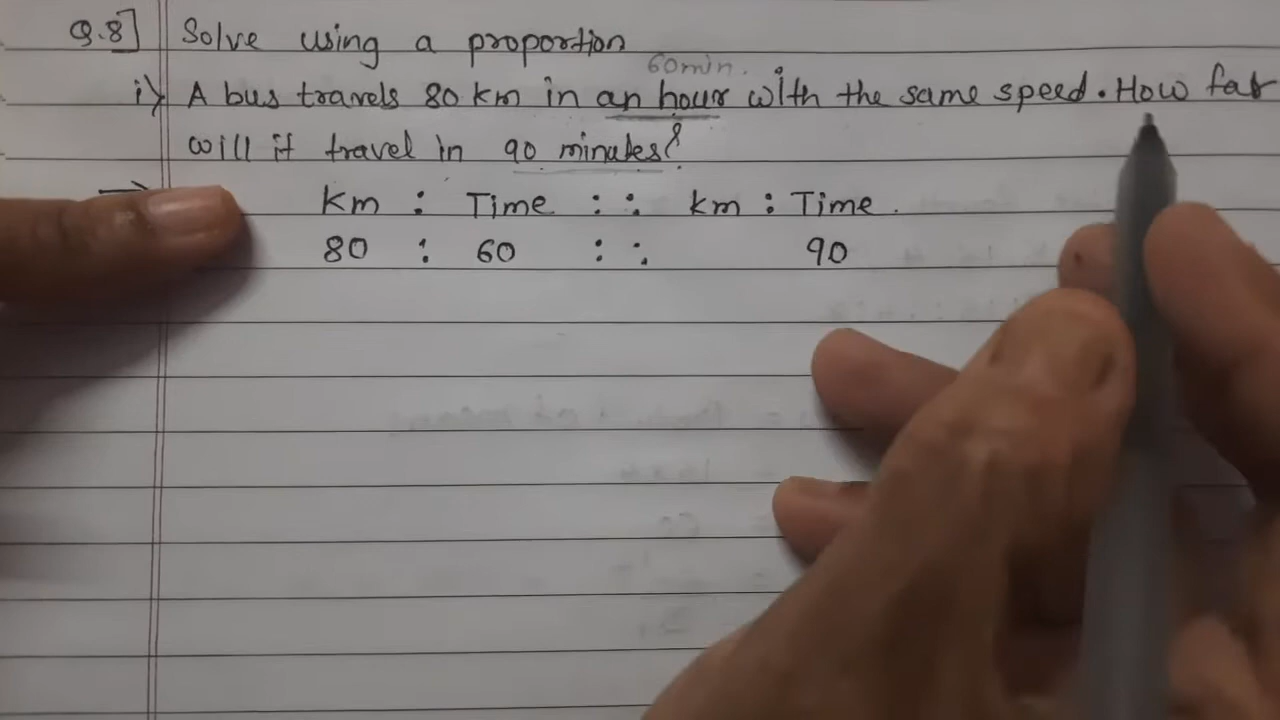 Q.8] Solve using a proportion
60min.
i) A bus travels 80 km in an hour with the same speed. How far
will it travel in 90 minutes?
→ Km : Time :: km : Time.
80 : 60 :: 90